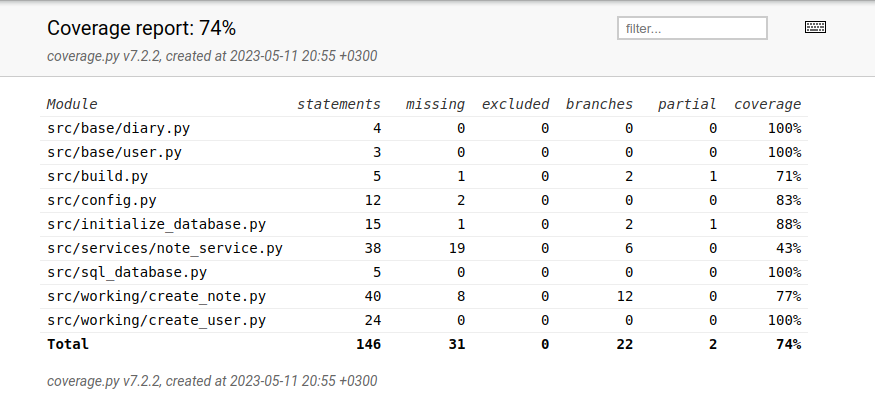 Coverage report: 74%
filter...
coverage.py v7.2.2, created at 2023-05-11 20:55 +0300
Module statements missing excluded branches partial coverage
src/base/diary.py 4 0 0 0 0 100%
src/base/user.py 3 0 0 0 0 100%
src/build.py 5 1 0 2 1 71%
src/config.py 12 2 0 0 0 83%
src/initialize_database.py 15 1 0 2 1 88%
src/services/note_service.py 38 19 0 6 0 43%
src/sql_database.py 5 0 0 0 0 100%
src/working/create_note.py 40 8 0 12 0 77%
src/working/create_user.py 24 0 0 0 0 100%
Total 146 31 0 22 2 74%
coverage.py v7.2.2, created at 2023-05-11 20:55 +0300